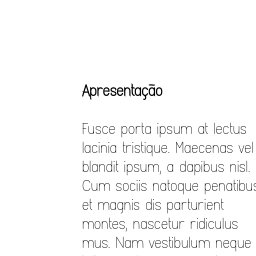 Apresentação
Fusce porta ipsum at lectus
lacinia tristique. Maecenas vel
blandit ipsum, a dapibus nisl.
Cum sociis natoque penatibus
et magnis dis parturient
montes, nascetur ridiculus
mus. Nam vestibulum neque